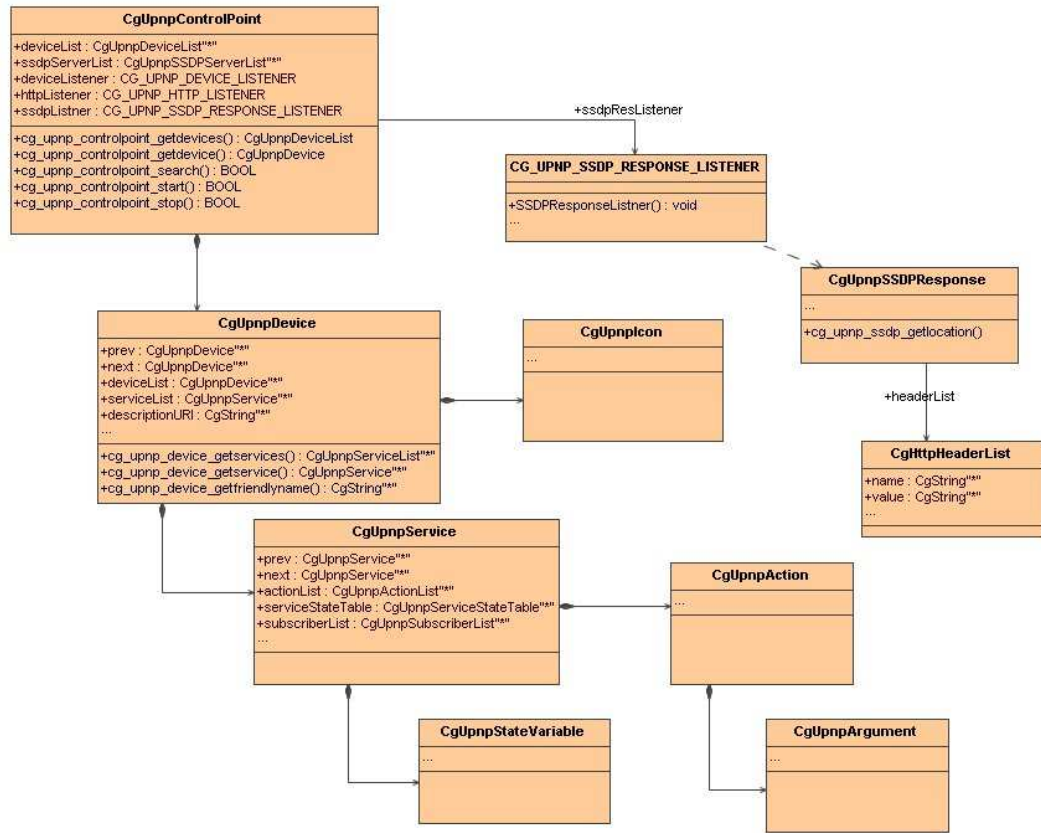 CgUpnpControlPoint
+deviceList : CgUpnpDeviceList"*"
+ssdpServerList : CgUpnpSSDPServerList"*"
+deviceListener : CG_UPNP_DEVICE_LISTENER
+httpListener : CG_UPNP_HTTP_LISTENER
+ssdpListner : CG_UPNP_SSDP_RESPONSE_LISTENER
+cg_upnp_controlpoint_getdevices() : CgUpnpDeviceList
+cg_upnp_controlpoint_getdevice() : CgUpnpDevice
+cg_upnp_controlpoint_search() : BOOL
+cg_upnp_controlpoint_start() : BOOL
+cg_upnp_controlpoint_stop() : BOOL
+ssdpResListener
CG_UPNP_SSDP_RESPONSE_LISTENER
+SSDPResponseListner() : void
...
CgUpnpSSDPResponse
...
+cg_upnp_ssdp_getlocation()
+headerList
CgHttpHeaderList
+name : CgString"*"
+value : CgString"*"
...
CgUpnpDevice
+prev : CgUpnpDevice"*"
+next : CgUpnpDevice"*"
+deviceList : CgUpnpDevice"*"
+serviceList : CgUpnpService"*"
+descriptionURI : CgString"*"
...
+cg_upnp_device_getservices() : CgUpnpServiceList"*"
+cg_upnp_device_getservice() : CgUpnpService"*"
+cg_upnp_device_getfriendlyname() : CgString"*"
CgUpnpIcon
...
CgUpnpService
+prev : CgUpnpService"*"
+next : CgUpnpService"*"
+actionList : CgUpnpActionList"*"
+serviceStateTable : CgUpnpServiceStateTable"*"
+subscriberList : CgUpnpSubscriberList"*"
...
CgUpnpAction
...
CgUpnpStateVariable
...
CgUpnpArgument
...